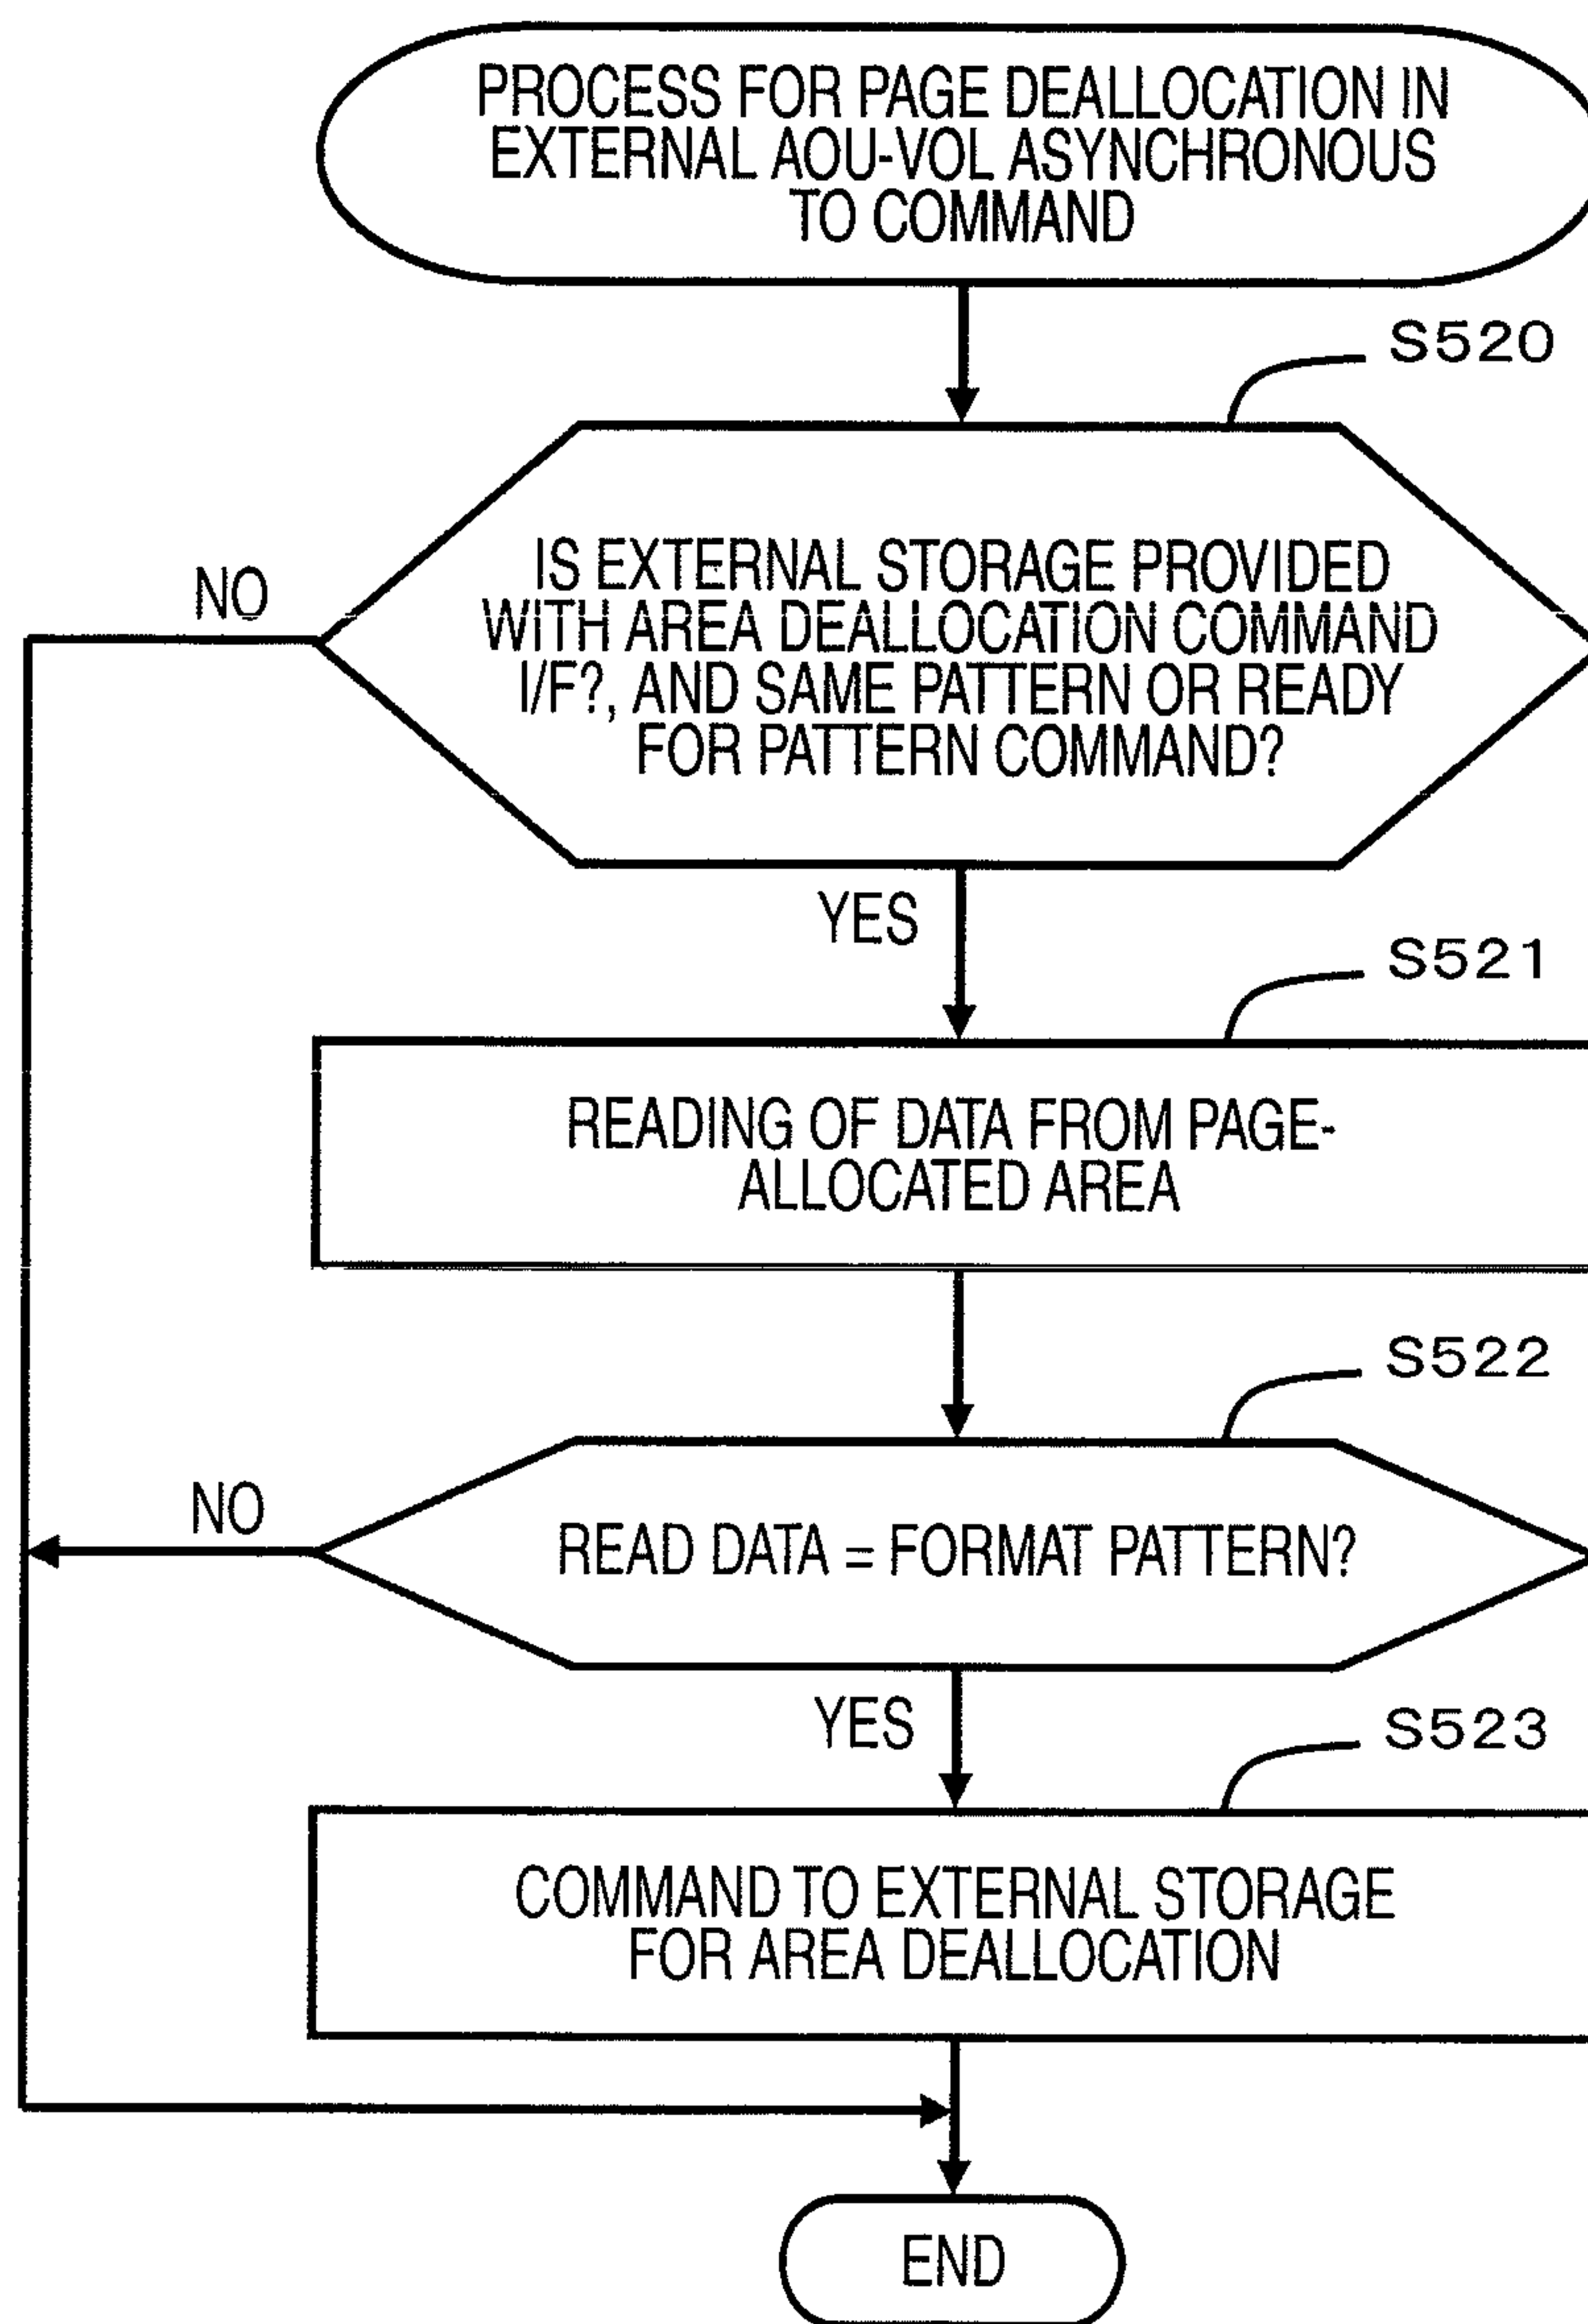 PROCESS FOR PAGE DEALLOCATION IN
EXTERNAL AOU-VOL ASYNCHRONOUS
TO COMMAND
S520
IS EXTERNAL STORAGE PROVIDED
WITH AREA DEALLOCATION COMMAND
I/F?, AND SAME PATTERN OR READY
FOR PATTERN COMMAND?
NO
YES
S521
READING OF DATA FROM PAGE-
ALLOCATED AREA
S522
NO
READ DATA = FORMAT PATTERN?
YES
S523
COMMAND TO EXTERNAL STORAGE
FOR AREA DEALLOCATION
END